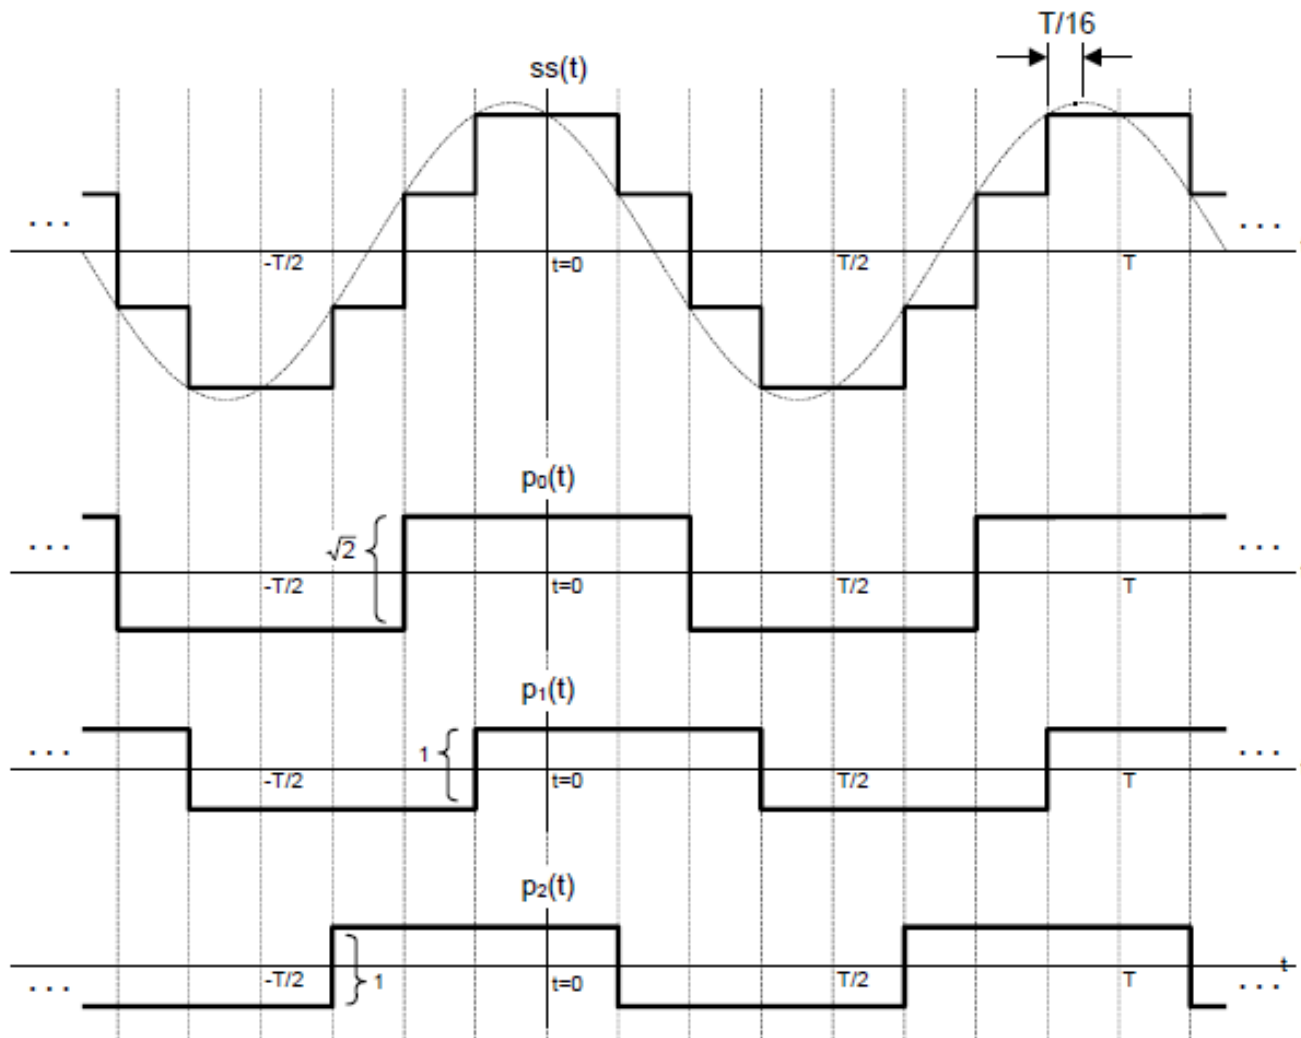 T/16
ss(t)
. . .
-T/2
t=0
T/2
T
. . .
p₀(t)
√2
. . .
-T/2
t=0
T/2
T
. . .
p₁(t)
1
. . .
-T/2
t=0
T/2
T
. . .
p₂(t)
t
. . .
-T/2
1
t=0
T/2
T
. . .